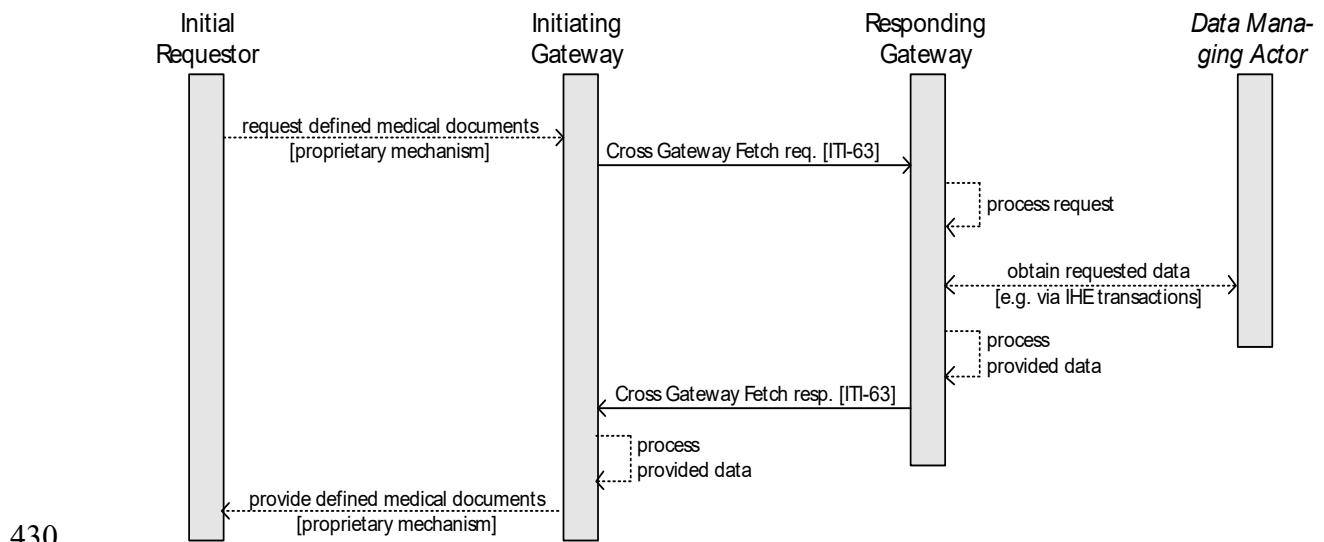 Initial
Requestor
Initiating
Gateway
Responding
Gateway
Data Mana-
ging Actor
request defined medical documents
[proprietary mechanism]
Cross Gateway Fetch req. [ITI-63]
process request
obtain requested data
[e.g. via IHE transactions]
process
provided data
Cross Gateway Fetch resp. [ITI-63]
process
provided data
provide defined medical documents
[proprietary mechanism]
430